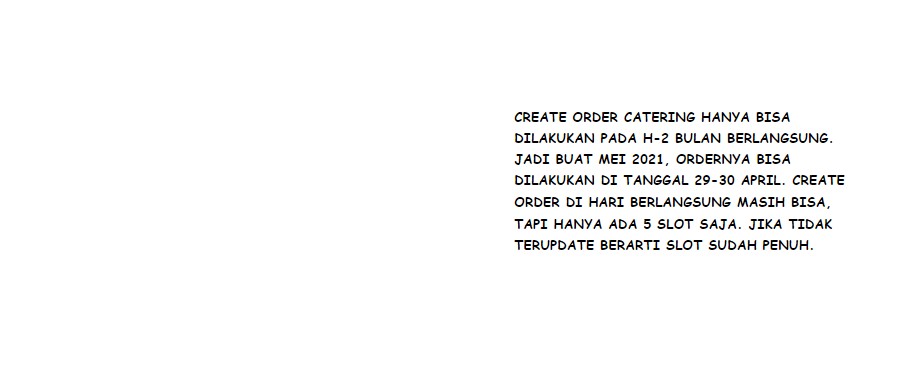 CREATE ORDER CATERING HANYA BISA
DILAKUKAN PADA H-2 BULAN BERLANGSUNG.
JADI BUAT MEI 2021, ORDERNYA BISA
DILAKUKAN DI TANGGAL 29-30 APRIL. CREATE
ORDER DI HARI BERLANGSUNG MASIH BISA,
TAPI HANYA ADA 5 SLOT SAJA. JIKA TIDAK
TERUPDATE BERARTI SLOT SUDAH PENUH.